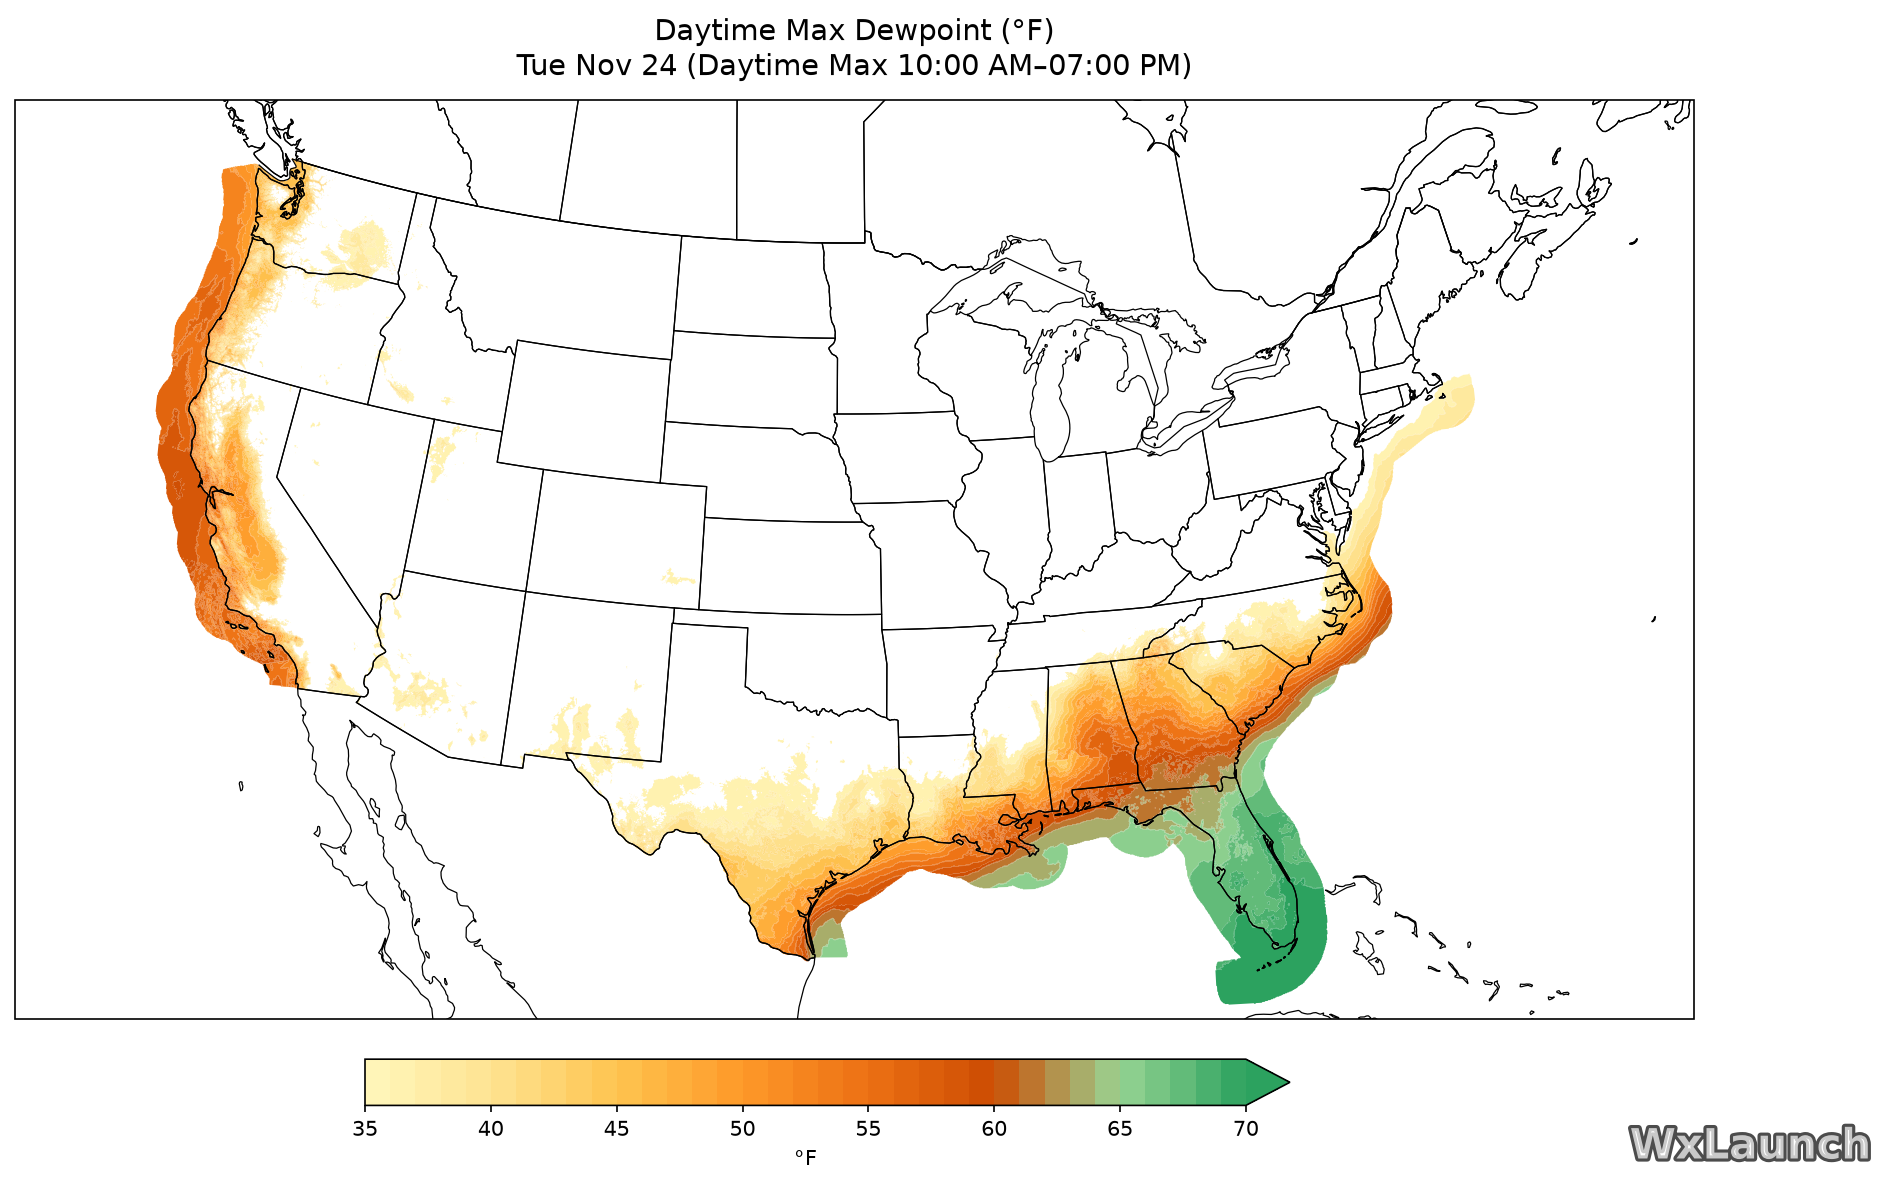 Daytime Max Dewpoint (°F)
Tue Nov 24 (Daytime Max 10:00 AM–07:00 PM)
35 40 45 50 55 60 65 70
°F
WxLaunch